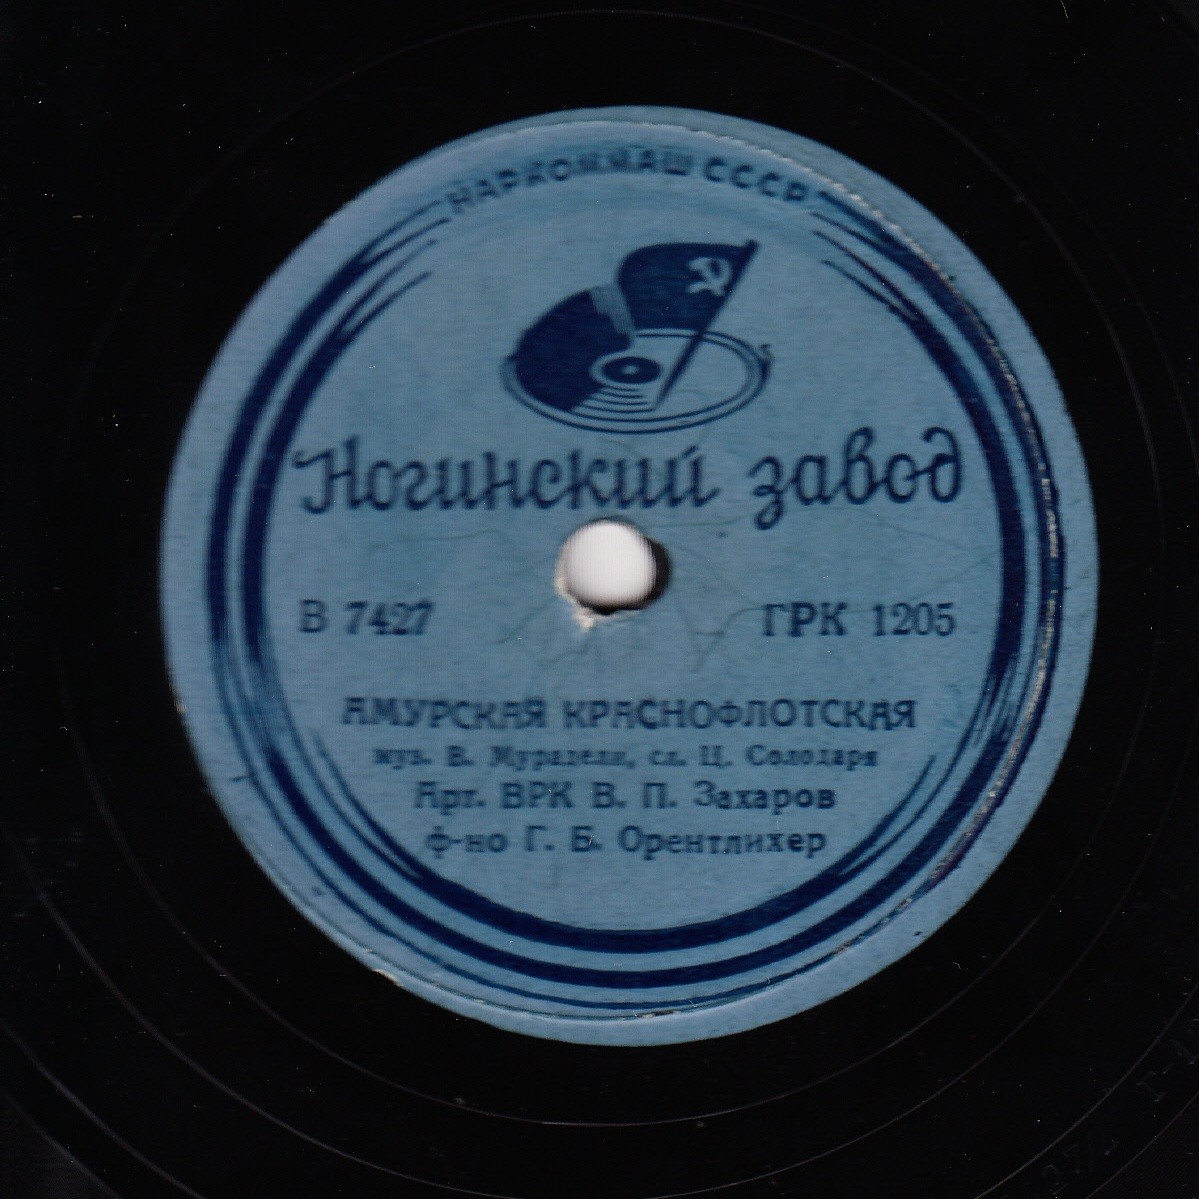 НАРКОММАШ СССР
Ногинский завод
В 7427 ГРК 1205
АМУРСКАЯ КРАСНОФЛОТСКАЯ
муз. В. Мурадели, сл. Ц. Солодаря
Арт. ВРК В. П. Захаров
ф-но Г. Б. Орентлихер